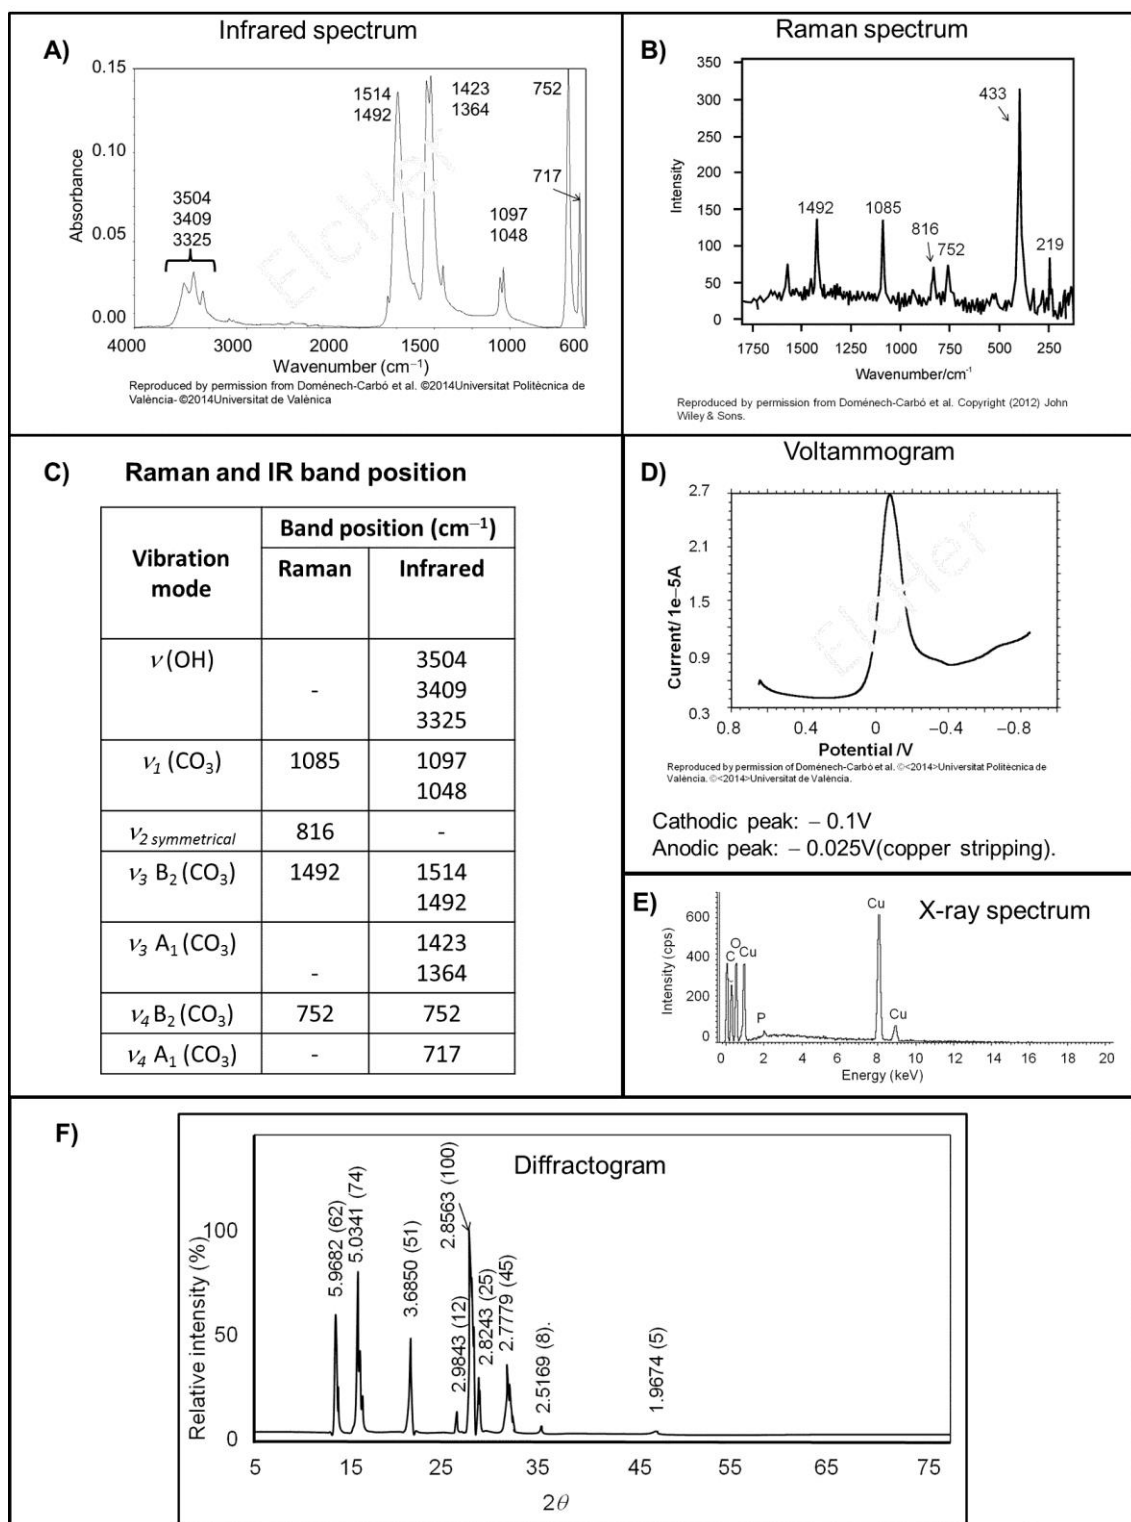 A)
Infrared spectrum
0.15
0.10
0.05
0.00
Absorbance
1514
1492
1423
1364
752
717
3504
3409
3325
1097
1048
EICHer
4000 3000 2000 1000 600
Wavenumber (cm⁻¹)
Reproduced by permission from Doménech-Carbó et al. ©2014Universitat Politècnica de
València- ©2014Universitat de Valènica
B)
Raman spectrum
350
300
250
200
150
100
50
0
Intensity
433
1492
1085
816
752
219
1750 1500 1250 1000 750 500 250
Wavenumber/cm⁻¹
Reproduced by permission from Doménech-Carbó et al. Copyright (2012) John
Wiley & Sons.
C) Raman and IR band position
Vibration mode
Band position (cm⁻¹)
Raman Infrared
ν (OH) - 3504
3409
3325
ν₁ (CO₃) 1085 1097
1048
ν₂ symmetrical 816 -
ν₃ B₂ (CO₃) 1492 1514
1492
ν₃ A₁ (CO₃) - 1423
1364
ν₄ B₂ (CO₃) 752 752
ν₄ A₁ (CO₃) - 717
D)
Voltammogram
2.7
2.1
1.5
0.9
0.3
Current/ 1e–5A
EICHer
0.8 0.4 0 –0.4 –0.8
Potential /V
Reproduced by permission of Doménech-Carbó et al. ©<2014>Universitat Politècnica de
València. ©<2014>Universitat de València.
Cathodic peak: – 0.1V
Anodic peak: – 0.025V(copper stripping).
E)
X-ray spectrum
600
400
200
0
Intensity (cps)
C
O
Cu
P
Cu
Cu
0 2 4 6 8 10 12 14 16 18 20
Energy (keV)
F)
Diffractogram
100
50
0
Relative intensity (%)
5.9682 (62)
5.0341 (74)
3.6850 (51)
2.9843 (12)
2.8563 (100)
2.8243 (25)
2.7779 (45)
2.5169 (8).
1.9674 (5)
5 15 25 35 45 55 65 75
2θ